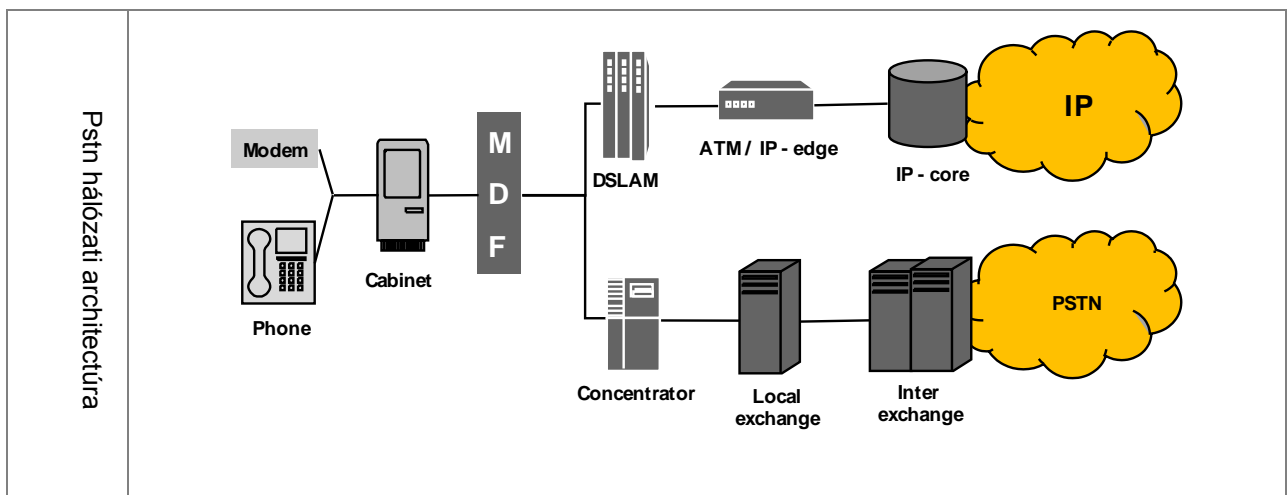 Pstn hálózati architectúra
Modem
Phone
Cabinet
M
D
F
DSLAM
ATM / IP - edge
IP - core
IP
Concentrator
Local
exchange
Inter
exchange
PSTN